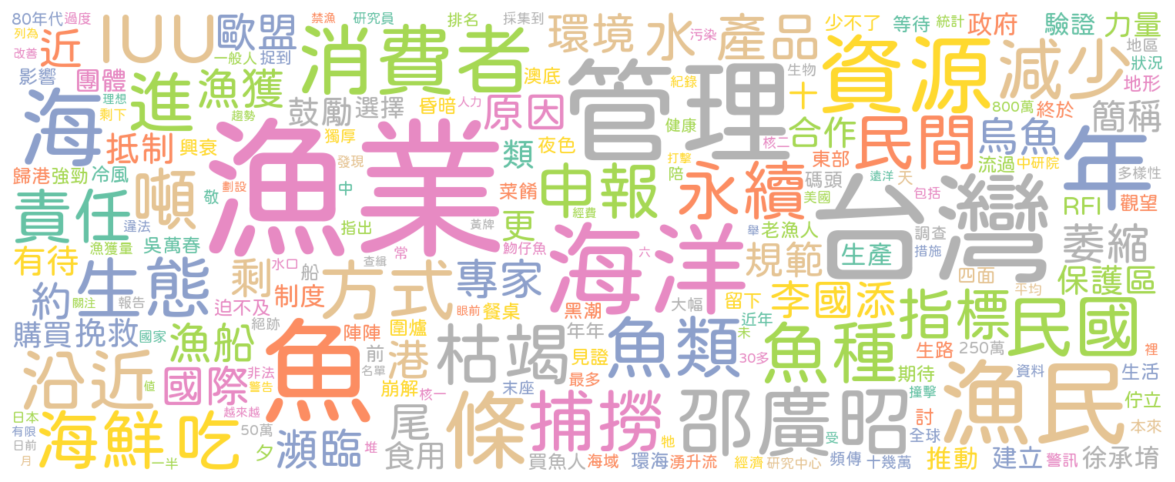 80年代 過度 IUU 歐盟 禁漁 研究員 排名 採集到 環境 水 產品 少不了 等待 統計 政府 驗證 力量
列為 近 一般人 捉到 消費者 污染 資源 減少 地區
改善 團體 進 漁獲 澳底 管理 生物 狀況
影響 理想 趨勢 鼓勵 選擇 昏暗 人力 原因 紀錄 十 800萬 終於 地形
海 剩下 獨厚 健康 核二 合作 民間 烏魚 簡稱
抵制 興衰 漁業 發現 類 夜色 打擊 東部 流過 中研院 年 多樣性
歸港 強勁 冷風 噸 劃設 中 菜餚 申報 陪 永續 遠洋 天 碼頭 台灣 RFI 觀望
責任 違法 敬 指出 黃牌 更 經費 美國 包括 舉 老漁人 調查 萎縮
漁獲量 吳萬春 常 魩仔魚 海洋 六 規範 生產 措施
有待 生態 剩 水口 船 查緝 方式 專家 四面 平均 保護區
約 關注 報告 迫不及 制度 眼前 餐桌 黑潮 大幅 留下 李國添 指標 民國
購買 挽救 國家 漁船 絕跡 魚 陣陣 圍爐 年年 魚類 近年 未 魚種 生路 250萬 裡
沿近 值 國際 非法 警告 前 名單 港 枯竭 見證 30多 期待 資料 生活
崩解 核一 末座 最多 撞擊 漁民 佇立
日本 海鮮 吃 越來越 尾 條 捕撈 邵廣昭 討 本來
有限 50萬 受 全球
日前 夕 瀕臨 堆 食用 牠
月 一半 買魚人 海域 環海 湧升流 經濟 研究中心 頻傳 十幾萬 推動 建立 警訊 徐承堉